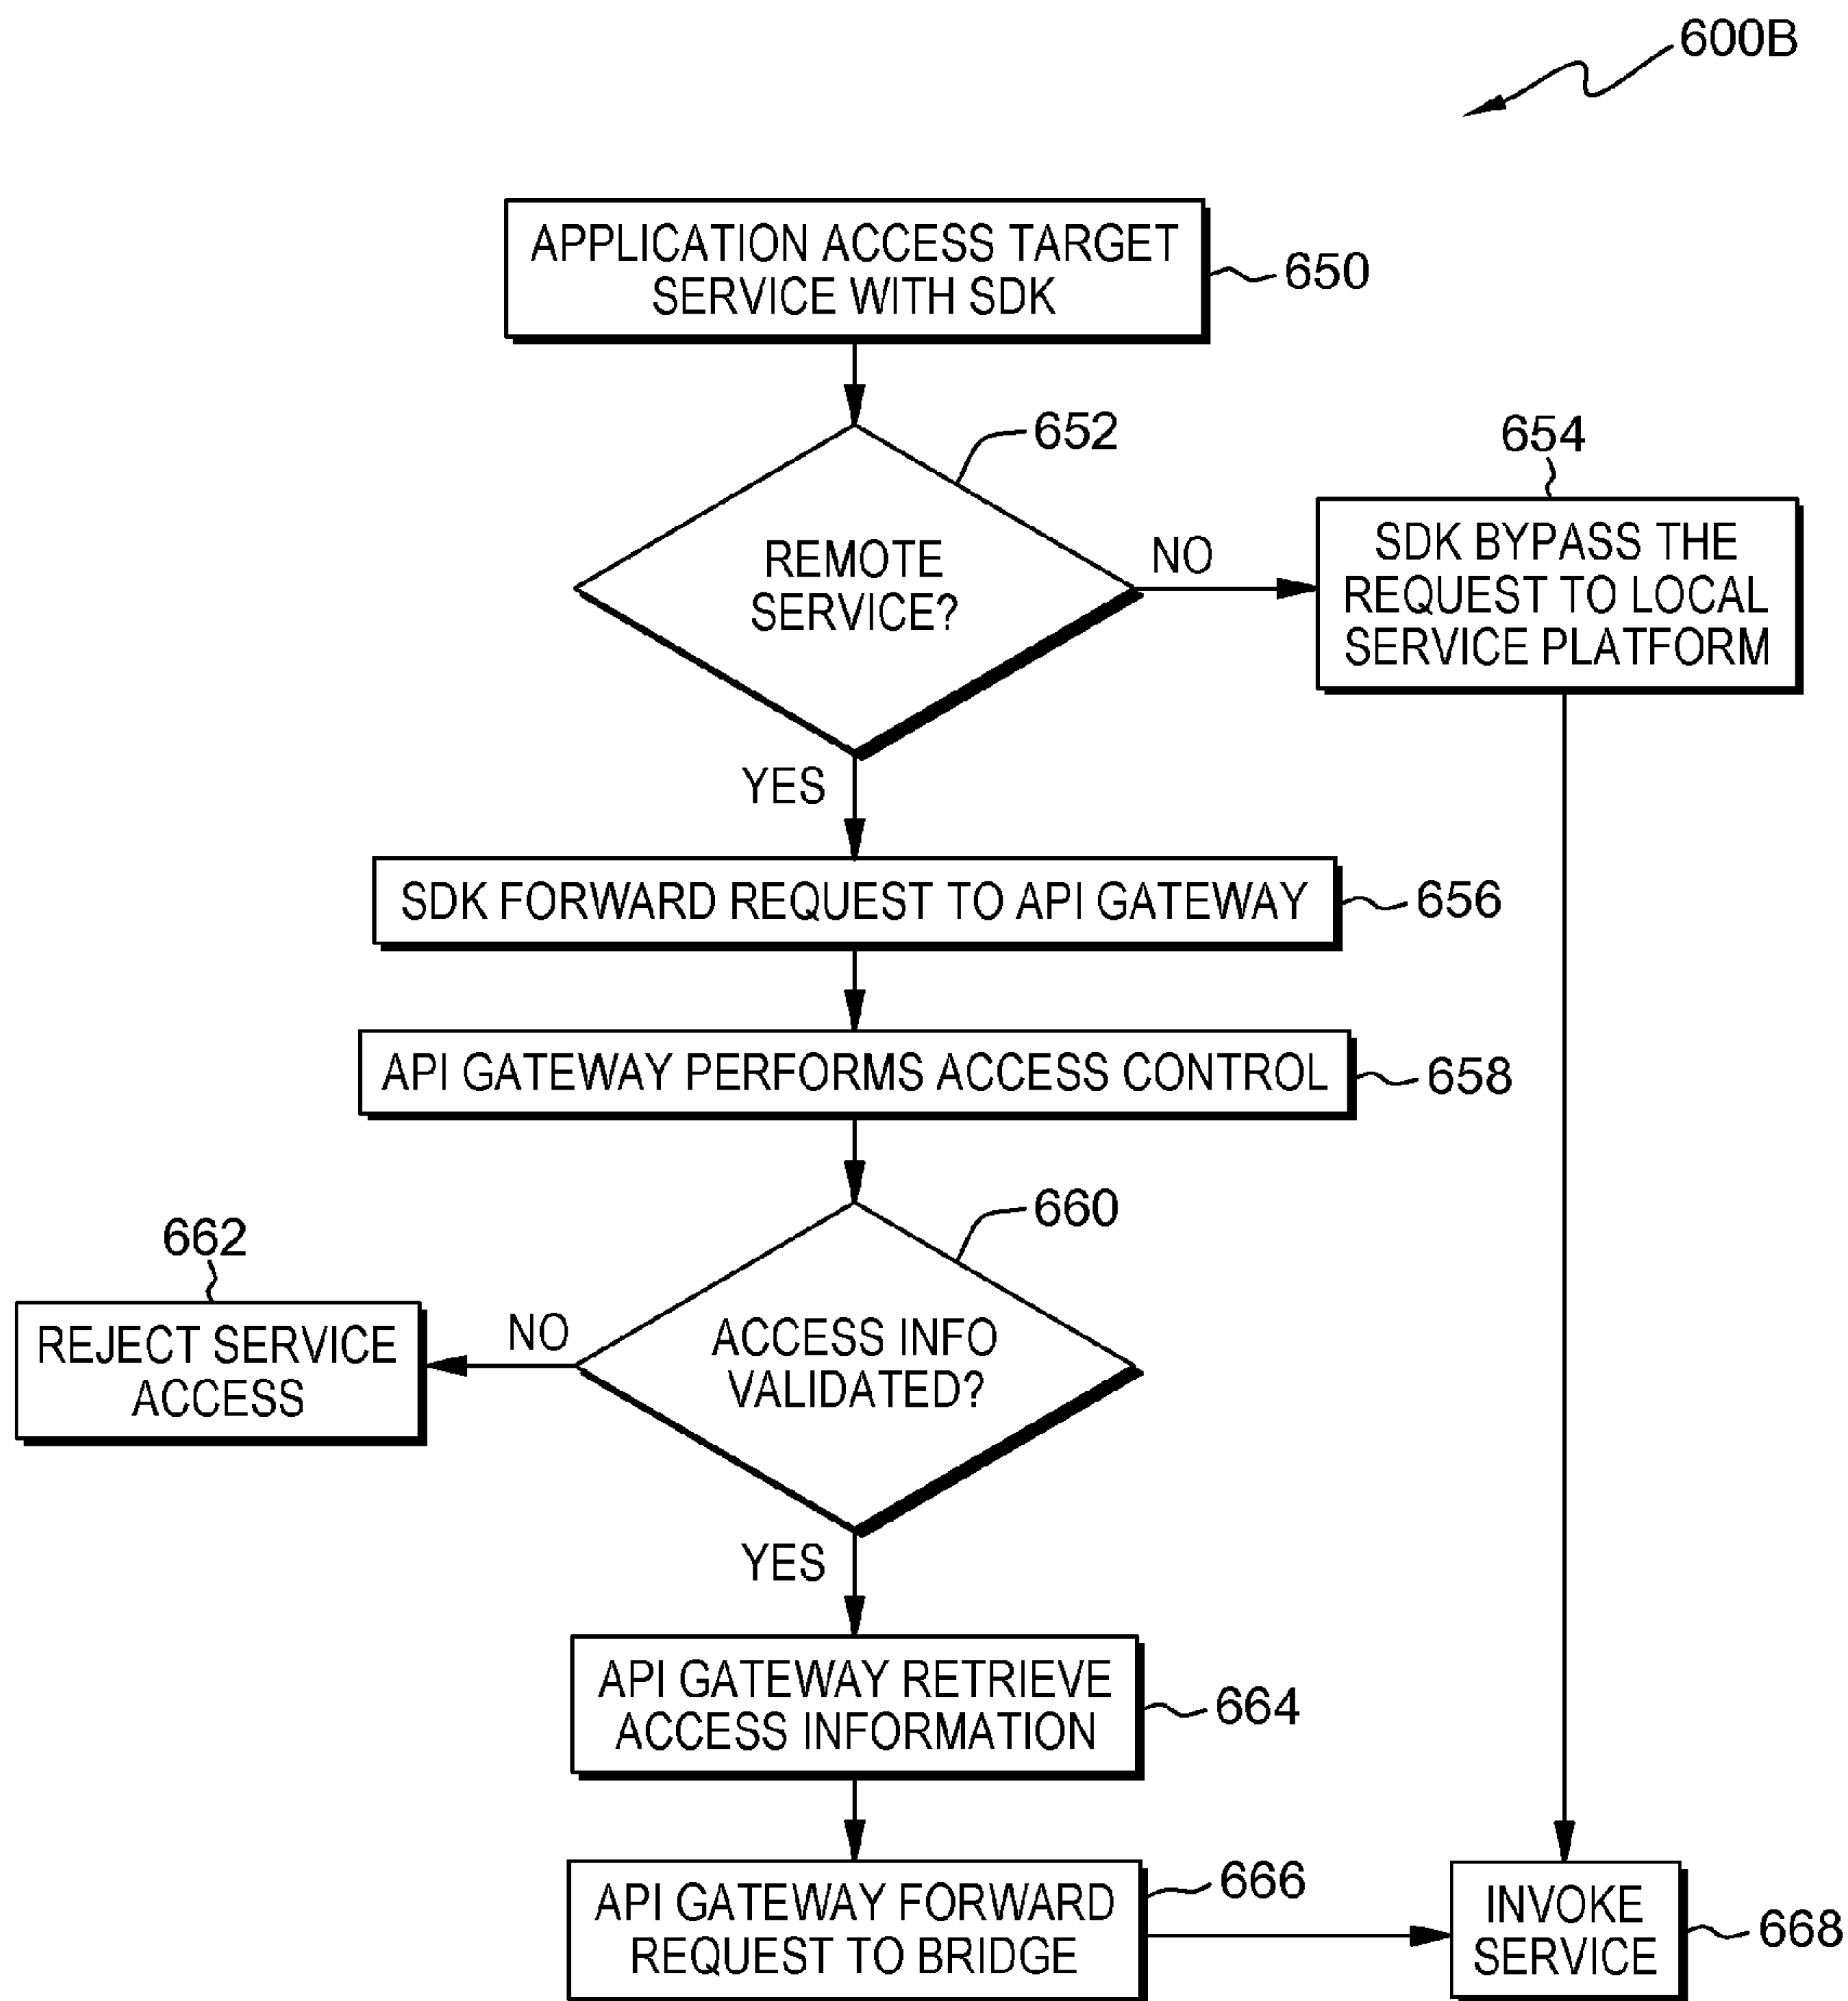 600B
APPLICATION ACCESS TARGET
SERVICE WITH SDK
650
652
REMOTE
SERVICE?
NO
654
SDK BYPASS THE
REQUEST TO LOCAL
SERVICE PLATFORM
YES
SDK FORWARD REQUEST TO API GATEWAY
656
API GATEWAY PERFORMS ACCESS CONTROL
658
660
ACCESS INFO
VALIDATED?
NO
662
REJECT SERVICE
ACCESS
YES
API GATEWAY RETRIEVE
ACCESS INFORMATION
664
API GATEWAY FORWARD
REQUEST TO BRIDGE
666
INVOKE
SERVICE
668